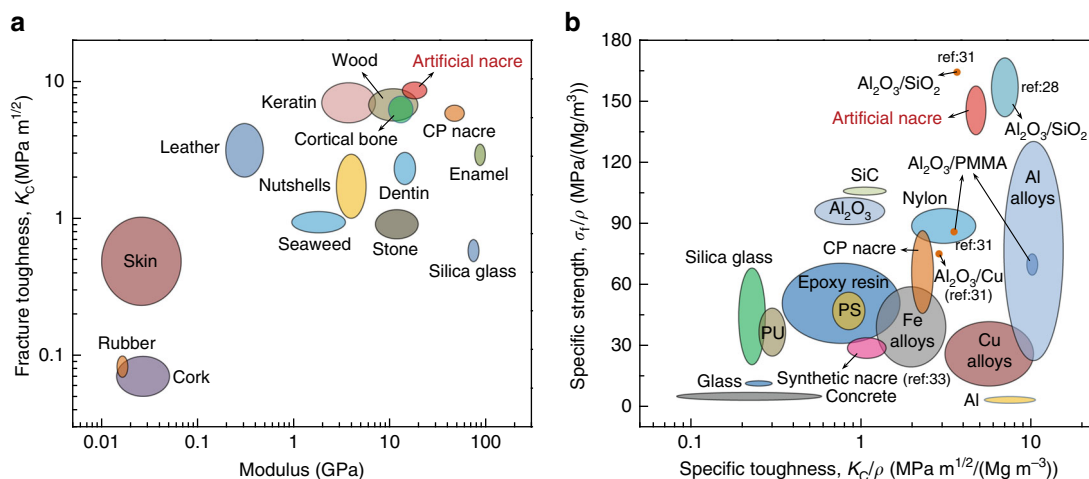 a
Fracture toughness, K_C(MPa m^1/2)
10
1
0.1
Wood
Artificial nacre
Keratin
Cortical bone
CP nacre
Leather
Nutshells
Dentin
Enamel
Seaweed
Stone
Silica glass
Skin
Rubber
Cork
0.01
0.1
1
10
100
Modulus (GPa)
b
Specific strength, σ_f/ρ (MPa/(Mg/m³))
180
150
120
90
60
30
0
ref:31
Al₂O₃/SiO₂
ref:28
Artificial nacre
Al₂O₃/SiO₂
Al₂O₃/PMMA
SiC
Al₂O₃
Nylon
Al
alloys
CP nacre
ref:31
Silica glass
Epoxy resin
Al₂O₃/Cu
(ref:31)
PS
PU
Fe
alloys
Cu
alloys
Glass
Synthetic nacre (ref:33)
Concrete
Al
0.1
1
10
Specific toughness, K_C/ρ (MPa m^1/2/(Mg m⁻³))